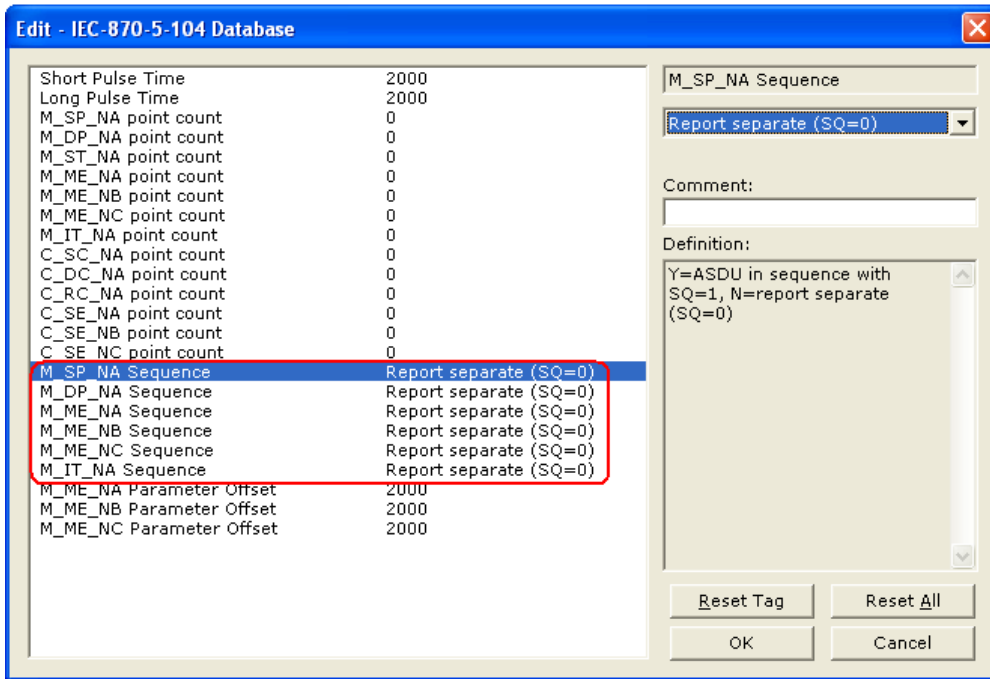 Edit - IEC-870-5-104 Database
Short Pulse Time 2000
Long Pulse Time 2000
M_SP_NA point count 0
M_DP_NA point count 0
M_ST_NA point count 0
M_ME_NA point count 0
M_ME_NB point count 0
M_ME_NC point count 0
M_IT_NA point count 0
C_SC_NA point count 0
C_DC_NA point count 0
C_RC_NA point count 0
C_SE_NA point count 0
C_SE_NB point count 0
C_SE_NC point count 0
M_SP_NA Sequence Report separate (SQ=0)
M_DP_NA Sequence Report separate (SQ=0)
M_ME_NA Sequence Report separate (SQ=0)
M_ME_NB Sequence Report separate (SQ=0)
M_ME_NC Sequence Report separate (SQ=0)
M_IT_NA Sequence Report separate (SQ=0)
M_ME_NA Parameter Offset 2000
M_ME_NB Parameter Offset 2000
M_ME_NC Parameter Offset 2000
M_SP_NA Sequence
Report separate (SQ=0)
Comment:
Definition:
Y=ASDU in sequence with
SQ=1, N=report separate
(SQ=0)
Reset Tag Reset All
OK Cancel